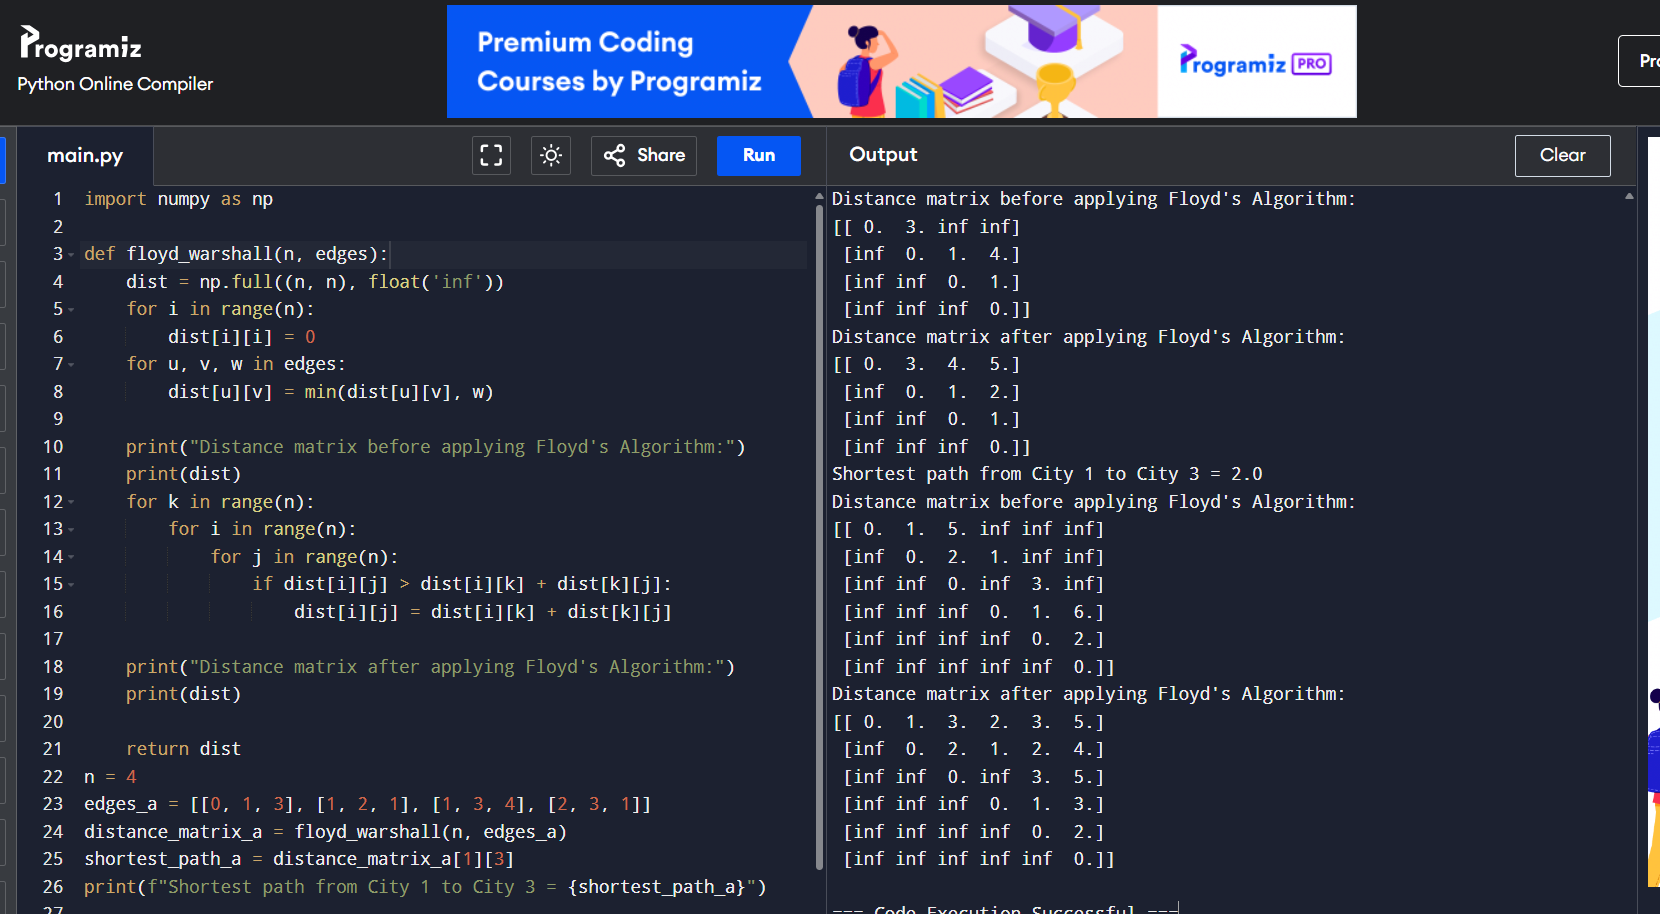 Programiz
Python Online Compiler
Premium Coding
Courses by Programiz
Programiz PRO
main.py
Share
Run
Output
Clear
1 import numpy as np
2
3 def floyd_warshall(n, edges):
4     dist = np.full((n, n), float('inf'))
5     for i in range(n):
6         dist[i][i] = 0
7     for u, v, w in edges:
8         dist[u][v] = min(dist[u][v], w)
9
10     print("Distance matrix before applying Floyd's Algorithm:")
11     print(dist)
12     for k in range(n):
13         for i in range(n):
14             for j in range(n):
15                 if dist[i][j] > dist[i][k] + dist[k][j]:
16                     dist[i][j] = dist[i][k] + dist[k][j]
17
18     print("Distance matrix after applying Floyd's Algorithm:")
19     print(dist)
20
21     return dist
22 n = 4
23 edges_a = [[0, 1, 3], [1, 2, 1], [1, 3, 4], [2, 3, 1]]
24 distance_matrix_a = floyd_warshall(n, edges_a)
25 shortest_path_a = distance_matrix_a[1][3]
26 print(f"Shortest path from City 1 to City 3 = {shortest_path_a}")
27
Distance matrix before applying Floyd's Algorithm:
[[ 0.  3. inf inf]
 [inf  0.  1.  4.]
 [inf inf  0.  1.]
 [inf inf inf  0.]]
Distance matrix after applying Floyd's Algorithm:
[[ 0.  3.  4.  5.]
 [inf  0.  1.  2.]
 [inf inf  0.  1.]
 [inf inf inf  0.]]
Shortest path from City 1 to City 3 = 2.0
Distance matrix before applying Floyd's Algorithm:
[[ 0.  1.  5. inf inf inf]
 [inf  0.  2.  1. inf inf]
 [inf inf  0. inf  3. inf]
 [inf inf inf  0.  1.  6.]
 [inf inf inf inf  0.  2.]
 [inf inf inf inf inf  0.]]
Distance matrix after applying Floyd's Algorithm:
[[ 0.  1.  3.  2.  3.  5.]
 [inf  0.  2.  1.  2.  4.]
 [inf inf  0. inf  3.  5.]
 [inf inf inf  0.  1.  3.]
 [inf inf inf inf  0.  2.]
 [inf inf inf inf inf  0.]]
=== Code Execution Successful ===